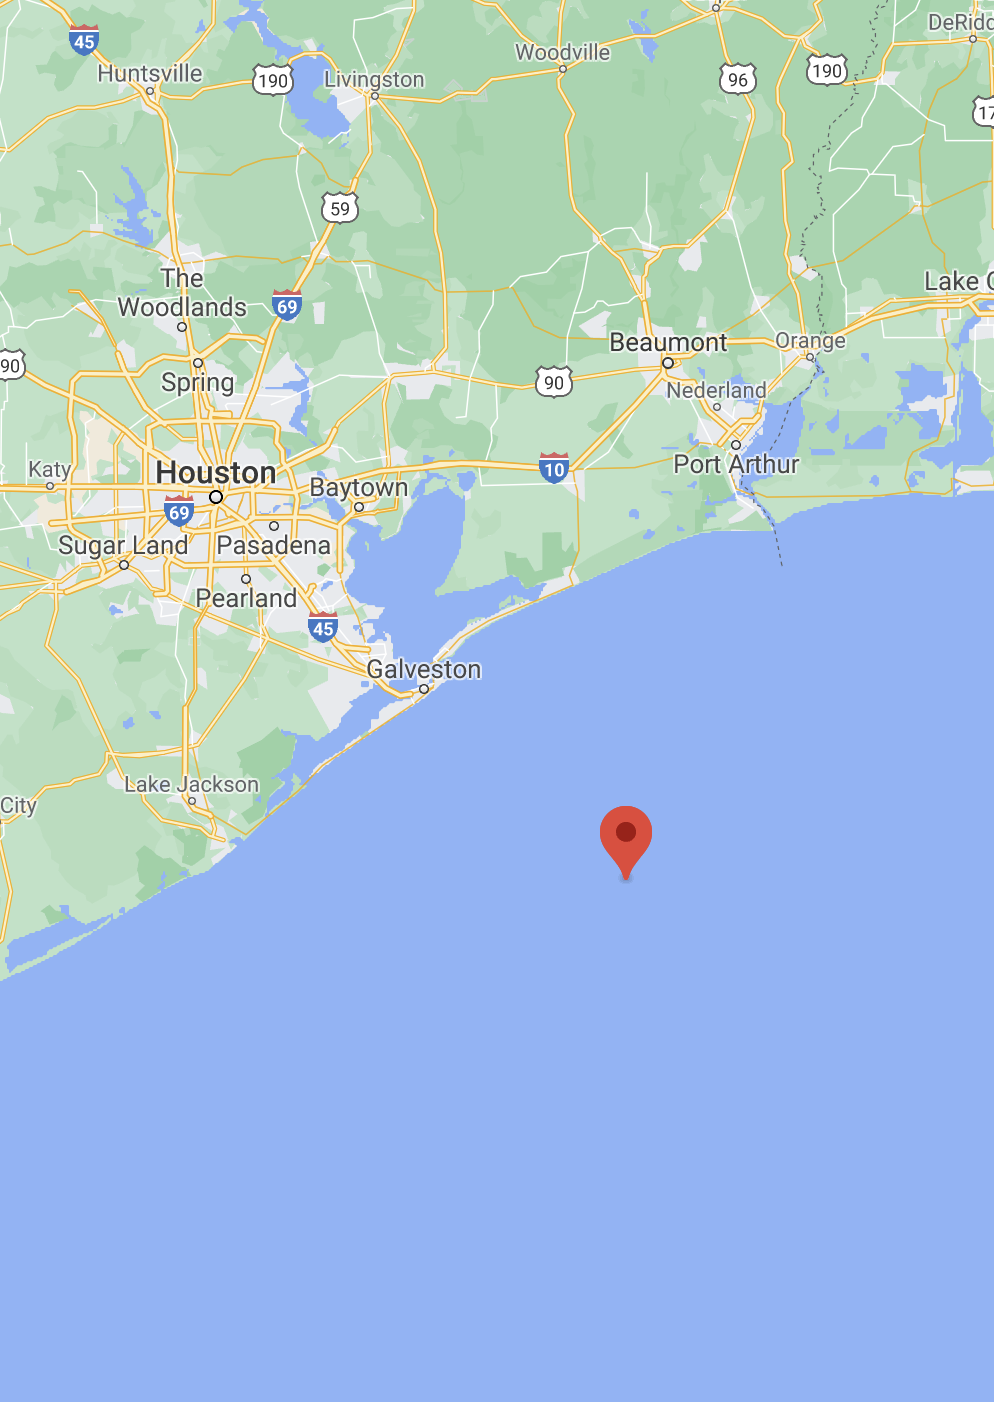 DeRidd
45
Woodville
Huntsville
190
Livingston
96
190
17
59
The
Woodlands
69
Lake C
Beaumont
Orange
90
Spring
90
Nederland
Katy
Houston
10
Port Arthur
Baytown
69
Sugar Land
Pasadena
Pearland
45
Galveston
Lake Jackson
City